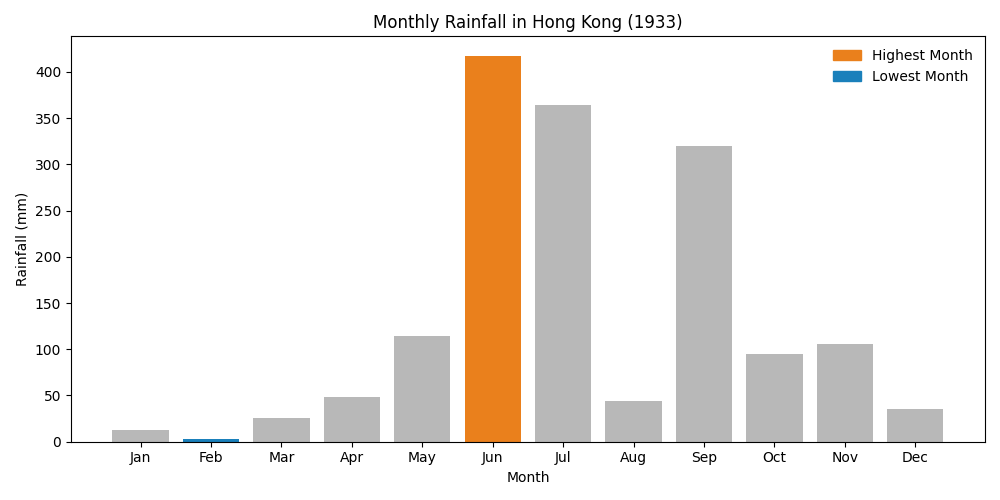 Monthly Rainfall in Hong Kong (1933)
Highest Month
Lowest Month
Rainfall (mm)
400
350
300
250
200
150
100
50
0
Jan Feb Mar Apr May Jun Jul Aug Sep Oct Nov Dec
Month